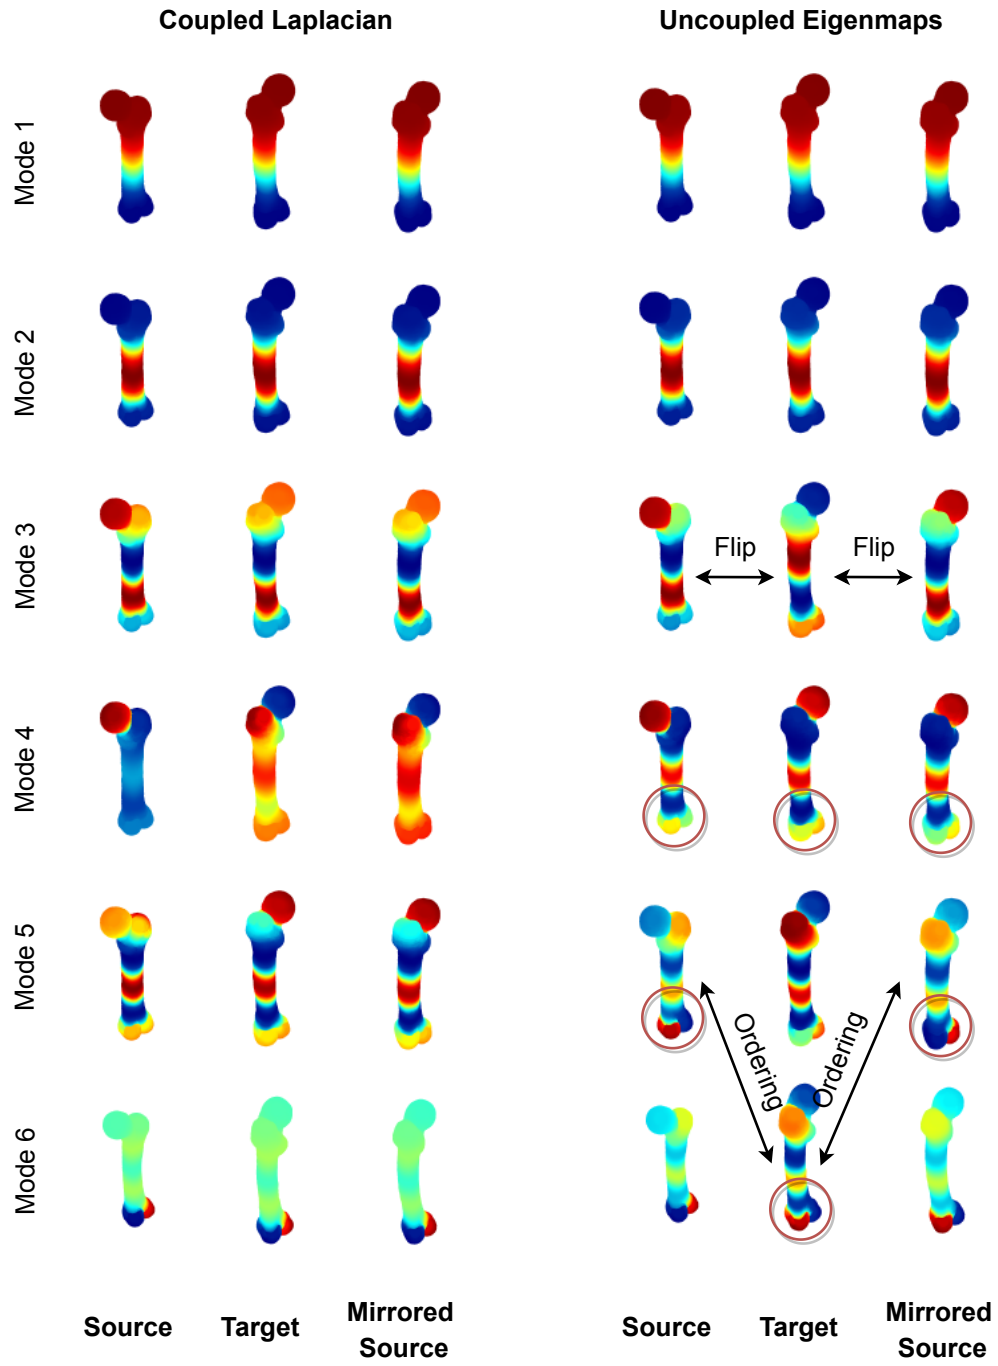 Coupled Laplacian
Uncoupled Eigenmaps
Mode 1
Mode 2
Mode 3
Flip
Flip
Mode 4
Mode 5
Ordering
Ordering
Mode 6
Source
Target
Mirrored
Source
Source
Target
Mirrored
Source